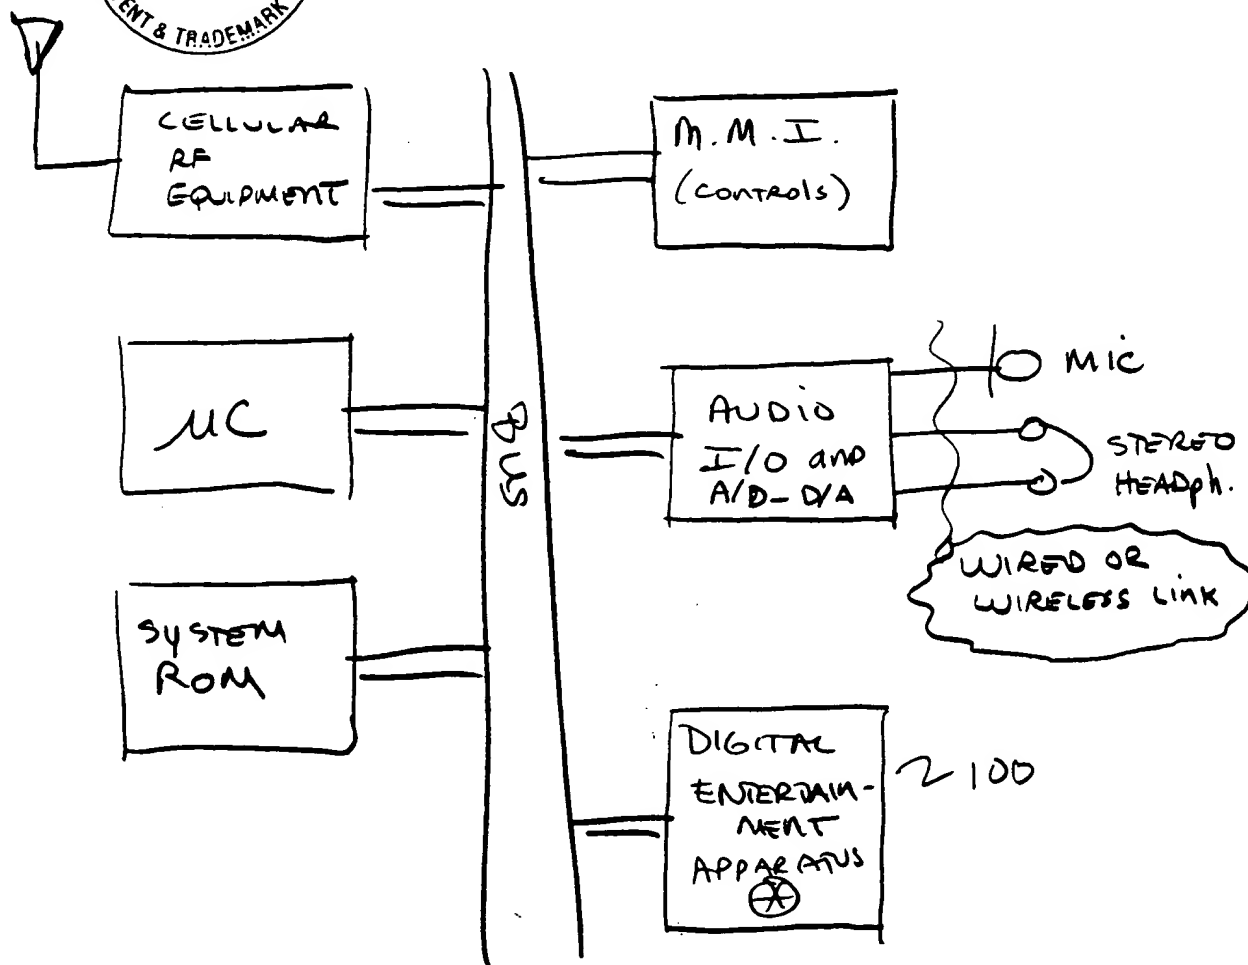 ENT & TRADEMARK
CELLULAR
RF
EQUIPMENT
M.M.I.
(CONTROLS)
μC
BUS
AUDIO
I/O AND
A/D-D/A
MIC
STEREO
HEADPH.
WIRED OR
WIRELESS LINK
SYSTEM
ROM
DIGITAL
ENTERTAIN-
MENT
APPARATUS
100